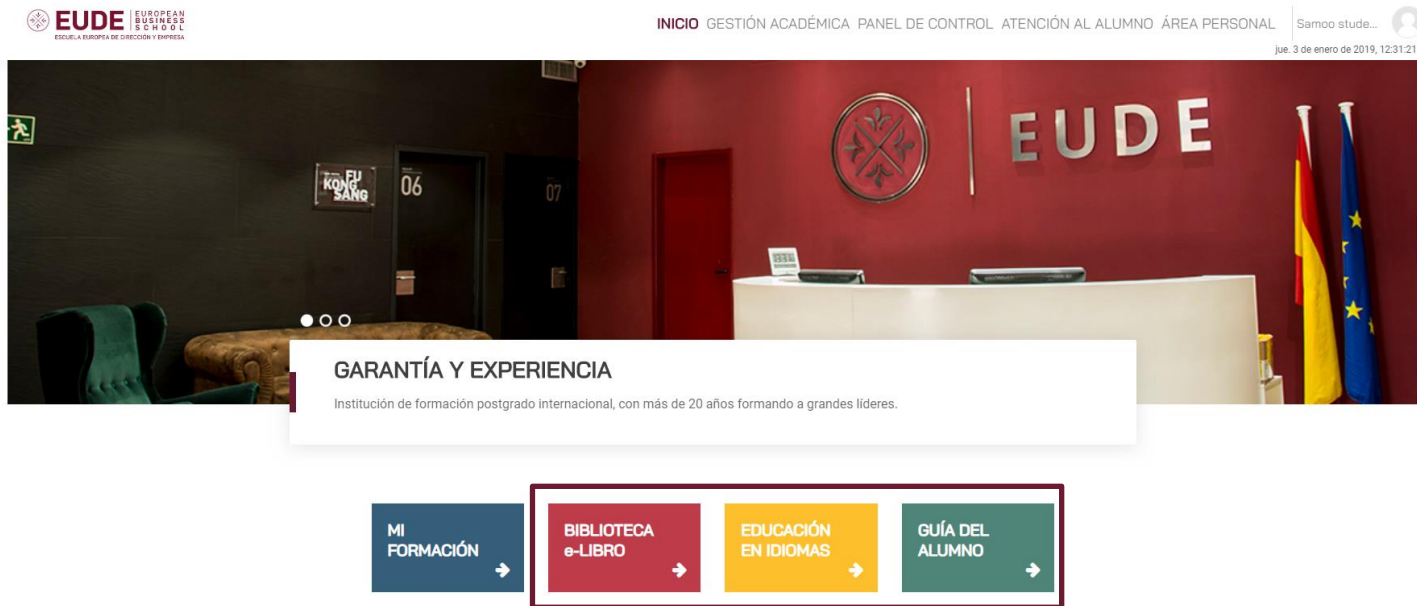 EUDE EUROPEAN
BUSINESS
SCHOOL
ESCUELA EUROPEA DE DIRECCIÓN Y EMPRESA
INICIO GESTIÓN ACADÉMICA PANEL DE CONTROL ATENCIÓN AL ALUMNO ÁREA PERSONAL Samoo stude...
jue. 3 de enero de 2019, 12:31:21
FU
KONG
SANG
06
07
EUDE
GARANTÍA Y EXPERIENCIA
Institución de formación postgrado internacional, con más de 20 años formando a grandes líderes.
MI
FORMACIÓN
BIBLIOTECA
e-LIBRO
EDUCACIÓN
EN IDIOMAS
GUÍA DEL
ALUMNO